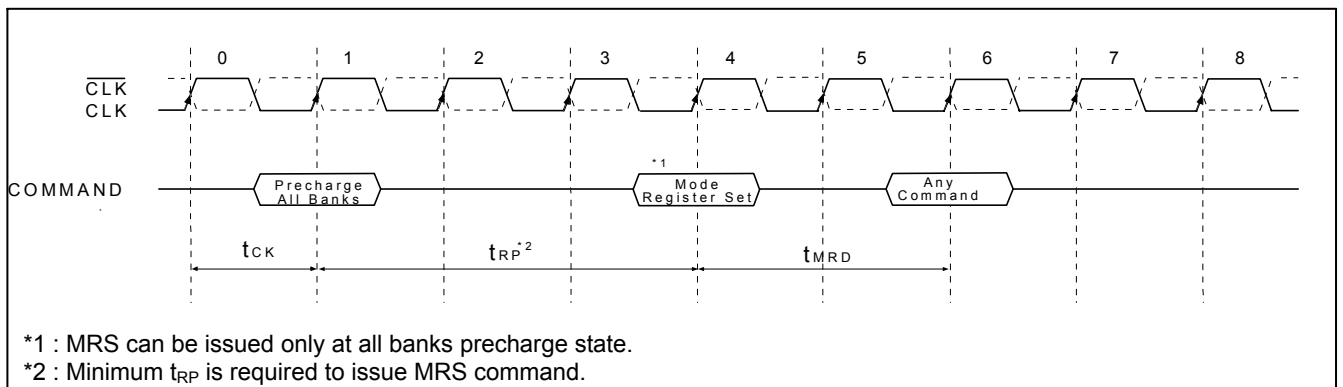 0 1 2 3 4 5 6 7 8
CLK
CLK
*1
COMMAND
Precharge
All Banks
Mode
Register Set
Any
Command
tCK
tRP*2
tMRD
*1 : MRS can be issued only at all banks precharge state.
*2 : Minimum tRP is required to issue MRS command.